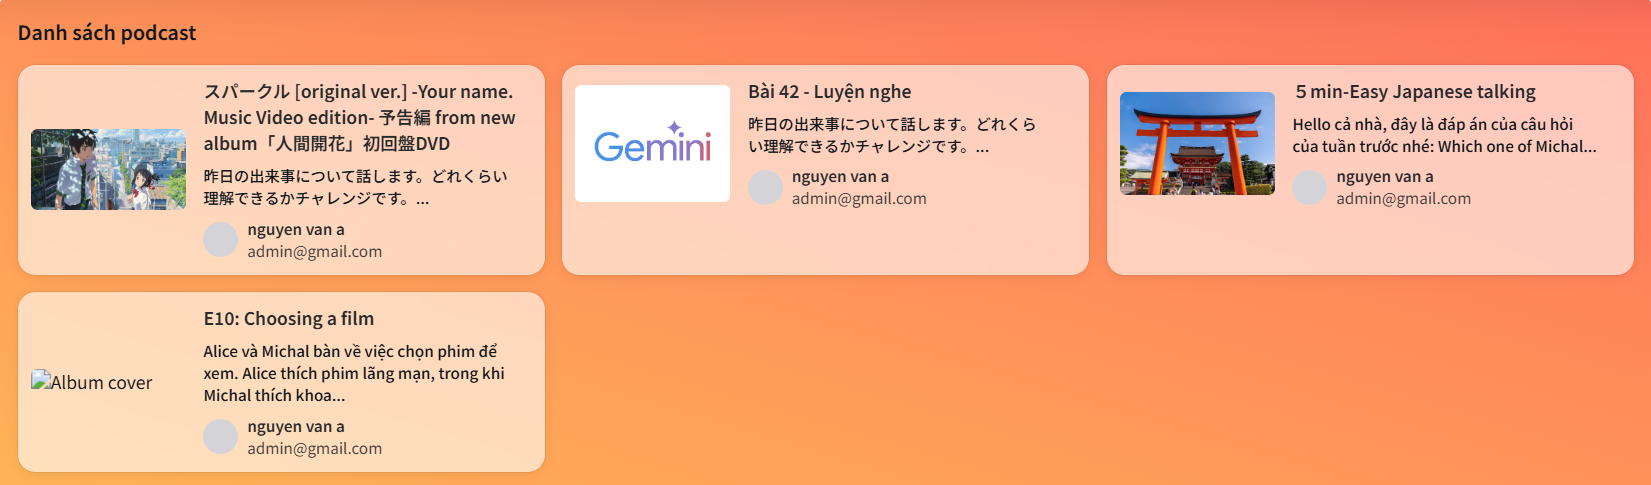 Danh sách podcast
スパークル [original ver.] -Your name.
Music Video edition- 予告編 from new
album「人間開花」初回盤DVD
昨日の出来事について話します。どれくらい
理解できるかチャレンジです。...
nguyen van a
admin@gmail.com
Gemini
Bài 42 - Luyện nghe
昨日の出来事について話します。どれくら
い理解できるかチャレンジです。...
nguyen van a
admin@gmail.com
５min-Easy Japanese talking
Hello cả nhà, đây là đáp án của câu hỏi
của tuần trước nhé: Which one of Michal...
nguyen van a
admin@gmail.com
Album cover
E10: Choosing a film
Alice và Michal bàn về việc chọn phim để
xem. Alice thích phim lãng mạn, trong khi
Michal thích khoa...
nguyen van a
admin@gmail.com